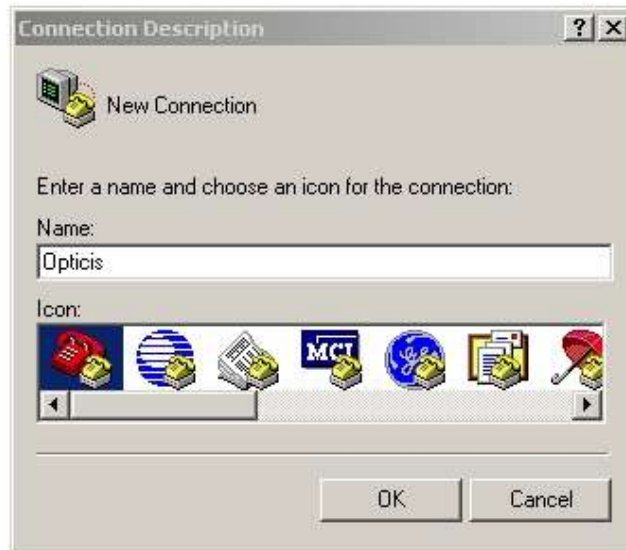 Connection Description
New Connection
Enter a name and choose an icon for the connection:
Name:
Opticis
Icon:
MCI
OK Cancel